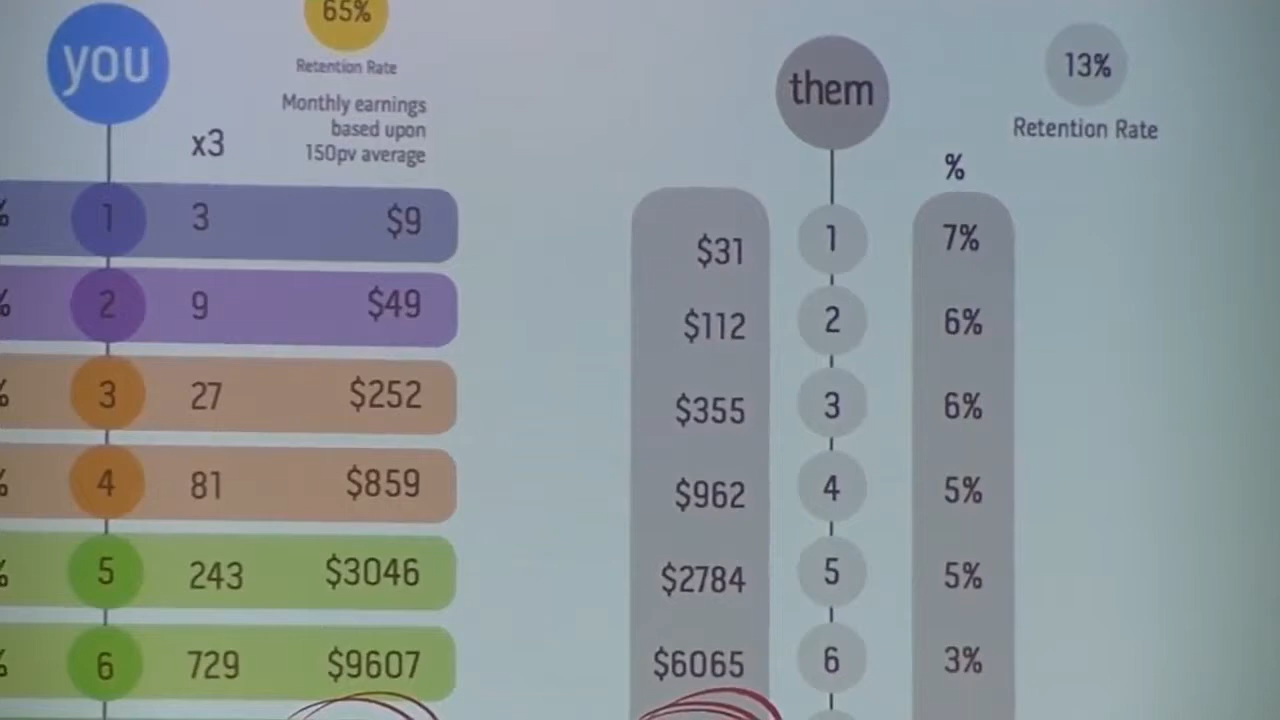 65%
you
Retention Rate
Monthly earnings
based upon
150pv average
x3
% 1 3 $9
% 2 9 $49
% 3 27 $252
% 4 81 $859
% 5 243 $3046
% 6 729 $9607
them
13%
Retention Rate
%
$31 1 7%
$112 2 6%
$355 3 6%
$962 4 5%
$2784 5 5%
$6065 6 3%